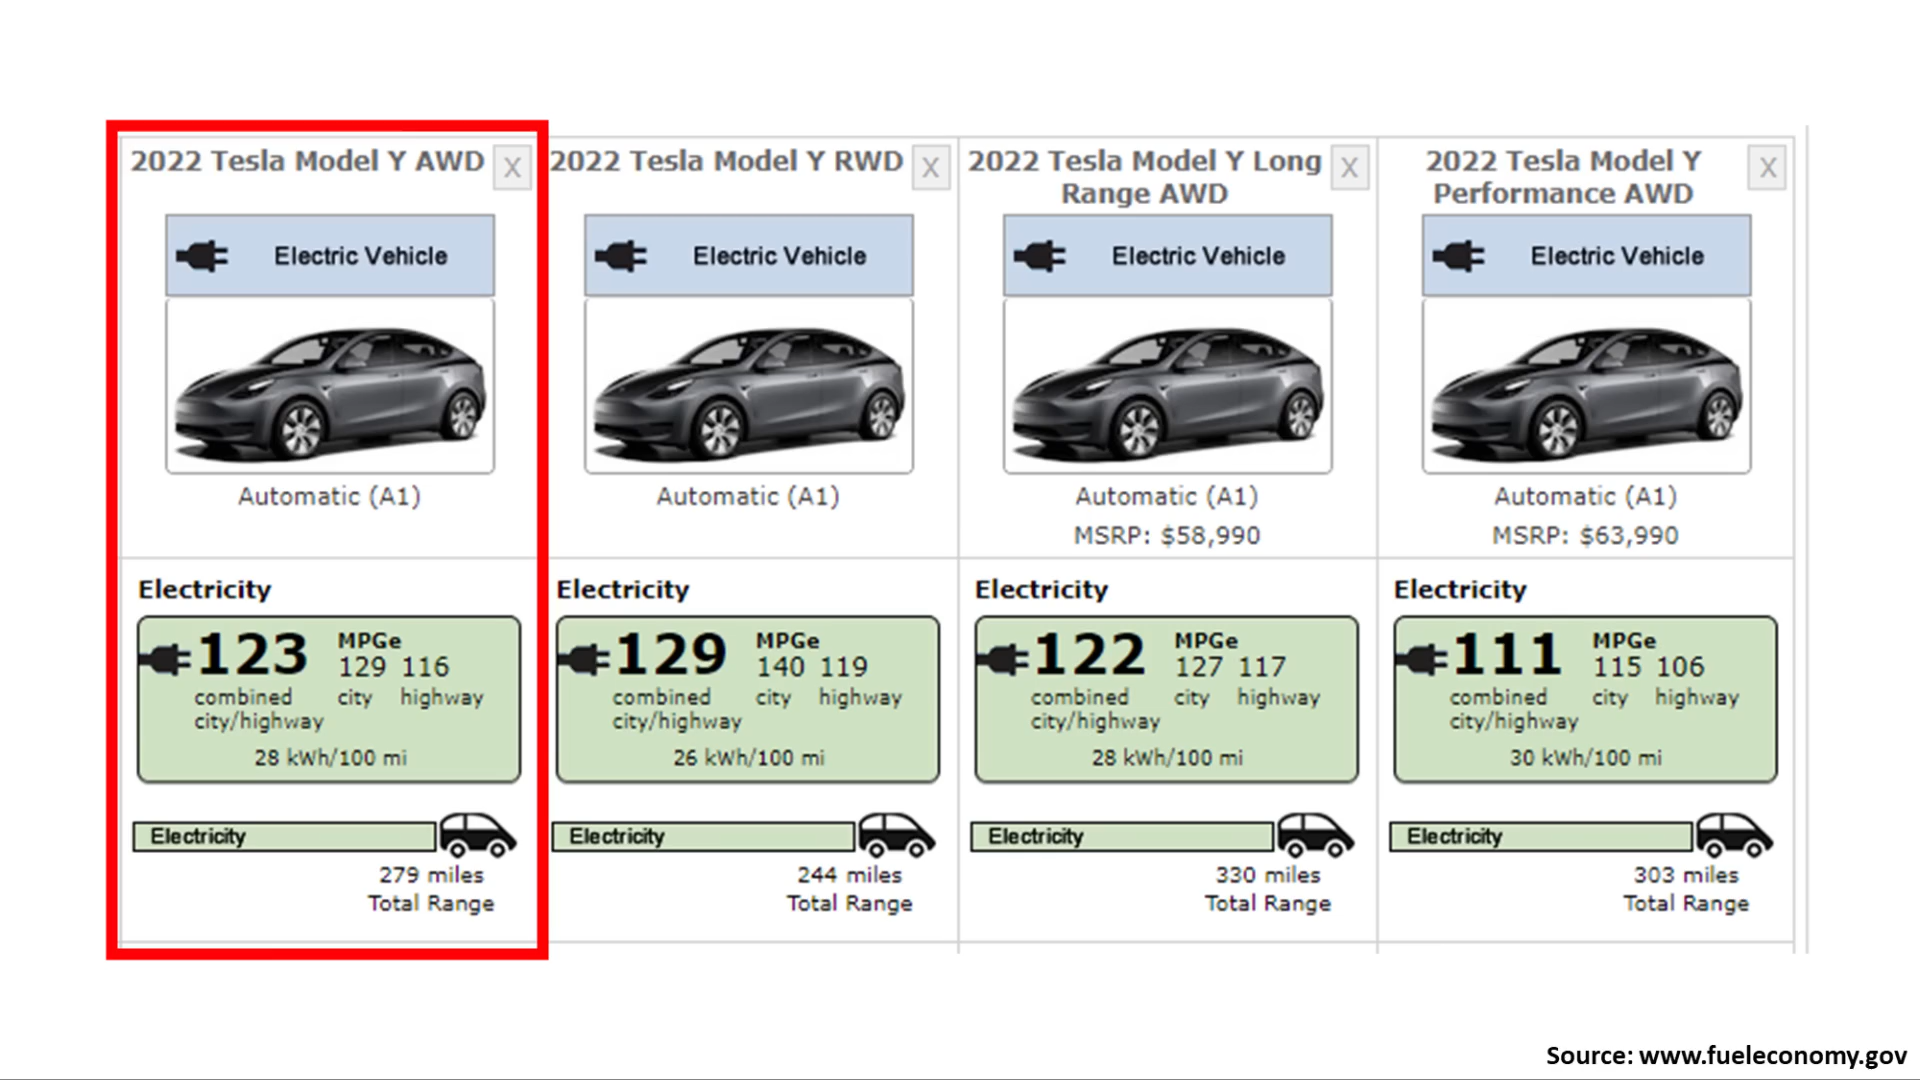 2022 Tesla Model Y AWD
X
Electric Vehicle
Automatic (A1)
Electricity
123
MPGe
129 116
combined city highway
city/highway
28 kWh/100 mi
Electricity
279 miles
Total Range
2022 Tesla Model Y RWD
X
Electric Vehicle
Automatic (A1)
Electricity
129
MPGe
140 119
combined city highway
city/highway
26 kWh/100 mi
Electricity
244 miles
Total Range
2022 Tesla Model Y Long
Range AWD
X
Electric Vehicle
Automatic (A1)
MSRP: $58,990
Electricity
122
MPGe
127 117
combined city highway
city/highway
28 kWh/100 mi
Electricity
330 miles
Total Range
2022 Tesla Model Y
Performance AWD
X
Electric Vehicle
Automatic (A1)
MSRP: $63,990
Electricity
111
MPGe
115 106
combined city highway
city/highway
30 kWh/100 mi
Electricity
303 miles
Total Range
Source: www.fueleconomy.gov